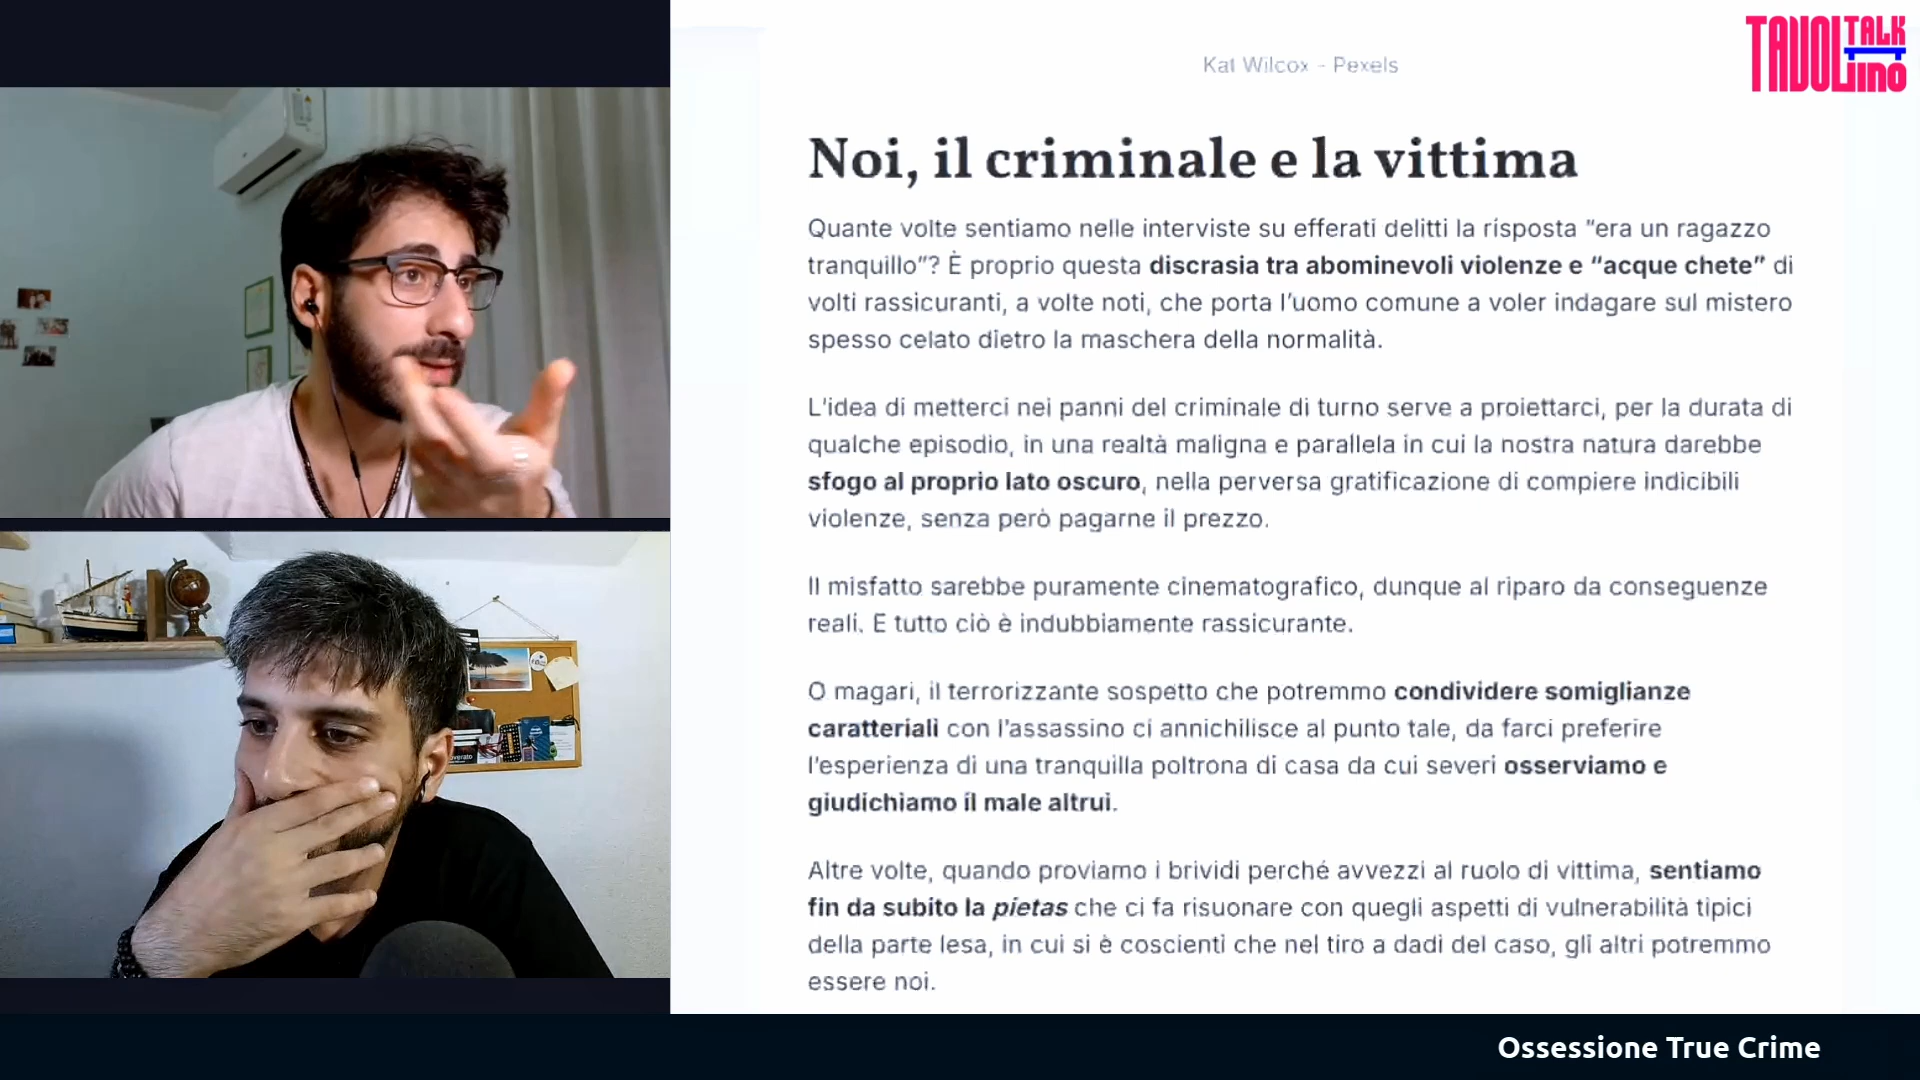 TAVOLiino
TALK
Kat Wilcox - Pexels
Noi, il criminale e la vittima
Quante volte sentiamo nelle interviste su efferati delitti la risposta “era un ragazzo
tranquillo”? È proprio questa discrasia tra abominevoli violenze e “acque chete” di
volti rassicuranti, a volte noti, che porta l’uomo comune a voler indagare sul mistero
spesso celato dietro la maschera della normalità.
L’idea di metterci nei panni del criminale di turno serve a proiettarci, per la durata di
qualche episodio, in una realtà maligna e parallela in cui la nostra natura darebbe
sfogo al proprio lato oscuro, nella perversa gratificazione di compiere indicibili
violenze, senza però pagarne il prezzo.
Il misfatto sarebbe puramente cinematografico, dunque al riparo da conseguenze
reali. E tutto ciò è indubbiamente rassicurante.
O magari, il terrorizzante sospetto che potremmo condividere somiglianze
caratteriali con l’assassino ci annichilisce al punto tale, da farci preferire
l’esperienza di una tranquilla poltrona di casa da cui severi osserviamo e
giudichiamo il male altrui.
Altre volte, quando proviamo i brividi perché avvezzi al ruolo di vittima, sentiamo
fin da subito la pietas che ci fa risuonare con quegli aspetti di vulnerabilità tipici
della parte lesa, in cui si è coscienti che nel tiro a dadi del caso, gli altri potremmo
essere noi.
Ossessione True Crime